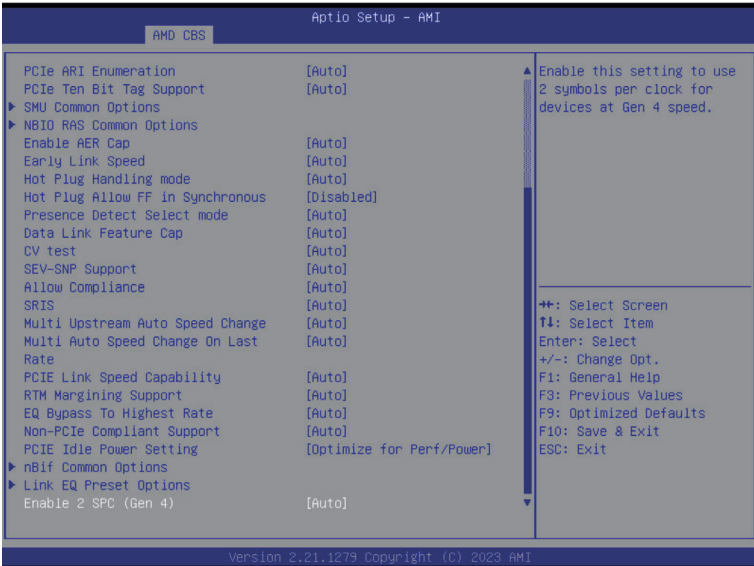 Aptio Setup – AMI
AMD CBS
PCIe ARI Enumeration [Auto]
PCIe Ten Bit Tag Support [Auto]
SMU Common Options
NBIO RAS Common Options
Enable AER Cap [Auto]
Early Link Speed [Auto]
Hot Plug Handling mode [Auto]
Hot Plug Allow FF in Synchronous [Disabled]
Presence Detect Select mode [Auto]
Data Link Feature Cap [Auto]
CV test [Auto]
SEV-SNP Support [Auto]
Allow Compliance [Auto]
SRIS [Auto]
Multi Upstream Auto Speed Change [Auto]
Multi Auto Speed Change On Last [Auto]
Rate
PCIE Link Speed Capability [Auto]
RTM Margining Support [Auto]
EQ Bypass To Highest Rate [Auto]
Non-PCIe Compliant Support [Auto]
PCIE Idle Power Setting [Optimize for Perf/Power]
nBif Common Options
Link EQ Preset Options
Enable 2 SPC (Gen 4) [Auto]
Enable this setting to use
2 symbols per clock for
devices at Gen 4 speed.
→←: Select Screen
↑↓: Select Item
Enter: Select
+/-: Change Opt.
F1: General Help
F3: Previous Values
F9: Optimized Defaults
F10: Save & Exit
ESC: Exit
Version 2.21.1279 Copyright (C) 2023 AMI